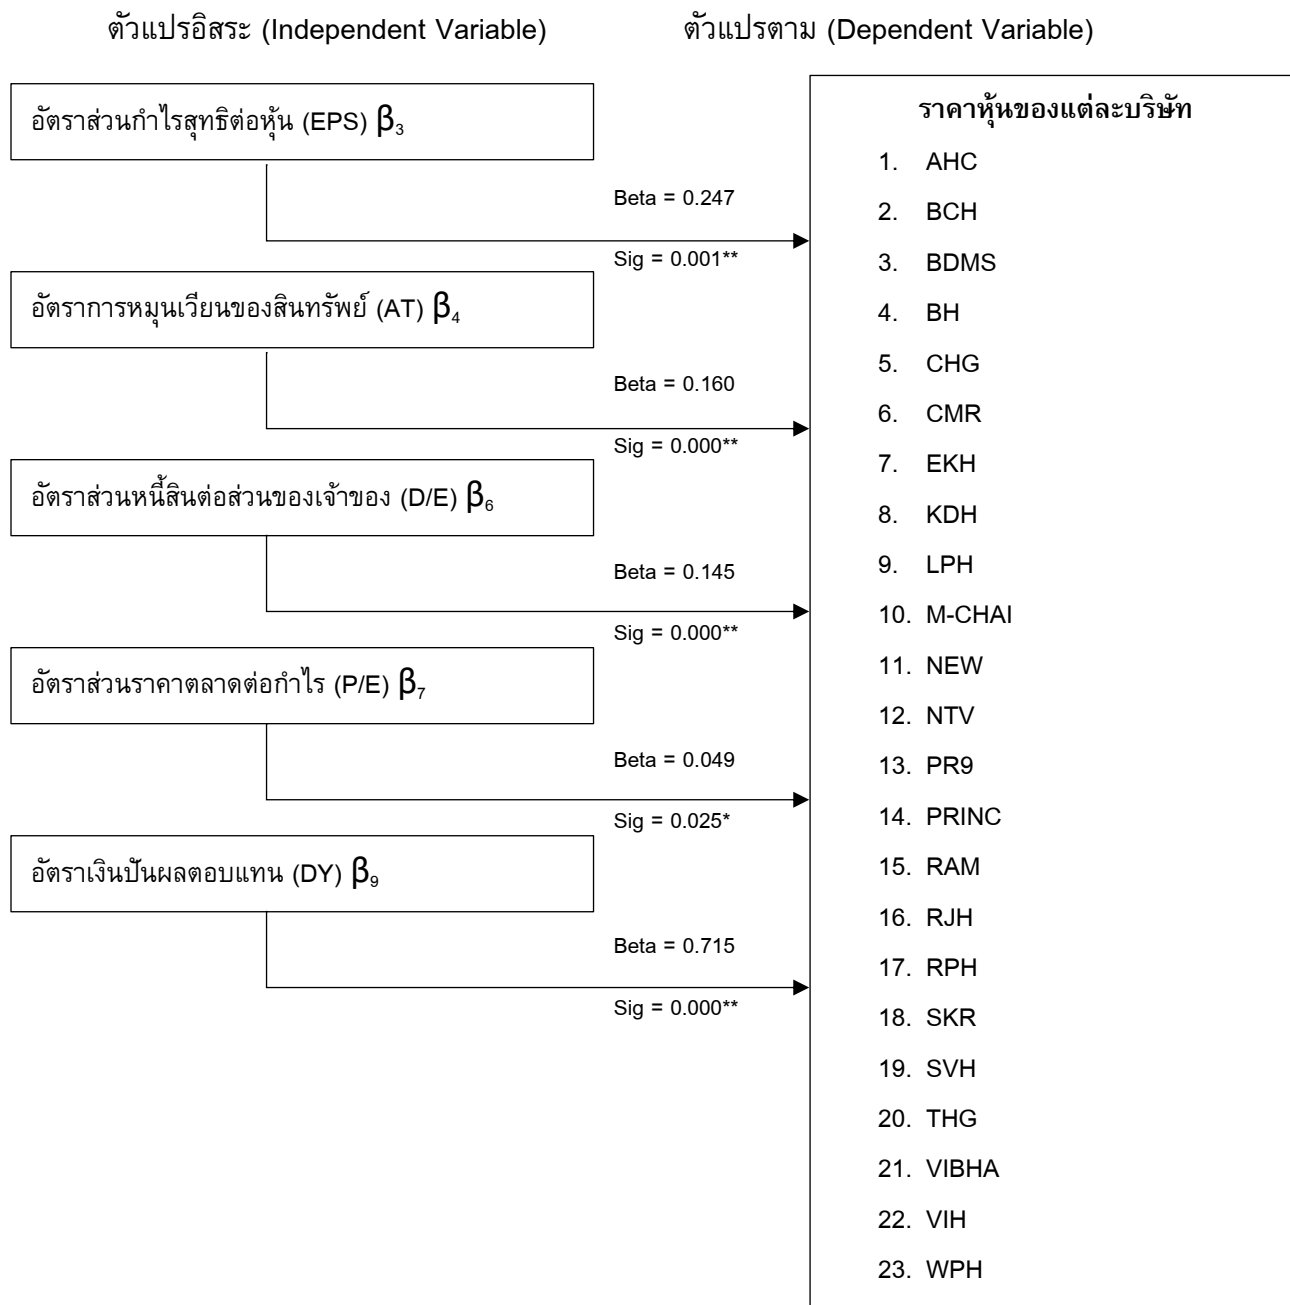 ตัวแปรอิสระ (Independent Variable)
ตัวแปรตาม (Dependent Variable)
อัตราส่วนกำไรสุทธิต่อหุ้น (EPS) β₃
Beta = 0.247
Sig = 0.001**
อัตราการหมุนเวียนของสินทรัพย์ (AT) β₄
Beta = 0.160
Sig = 0.000**
อัตราส่วนหนี้สินต่อส่วนของเจ้าของ (D/E) β₆
Beta = 0.145
Sig = 0.000**
อัตราส่วนราคาตลาดต่อกำไร (P/E) β₇
Beta = 0.049
Sig = 0.025*
อัตราเงินปันผลตอบแทน (DY) β₉
Beta = 0.715
Sig = 0.000**
ราคาหุ้นของแต่ละบริษัท
1. AHC
2. BCH
3. BDMS
4. BH
5. CHG
6. CMR
7. EKH
8. KDH
9. LPH
10. M-CHAI
11. NEW
12. NTV
13. PR9
14. PRINC
15. RAM
16. RJH
17. RPH
18. SKR
19. SVH
20. THG
21. VIBHA
22. VIH
23. WPH